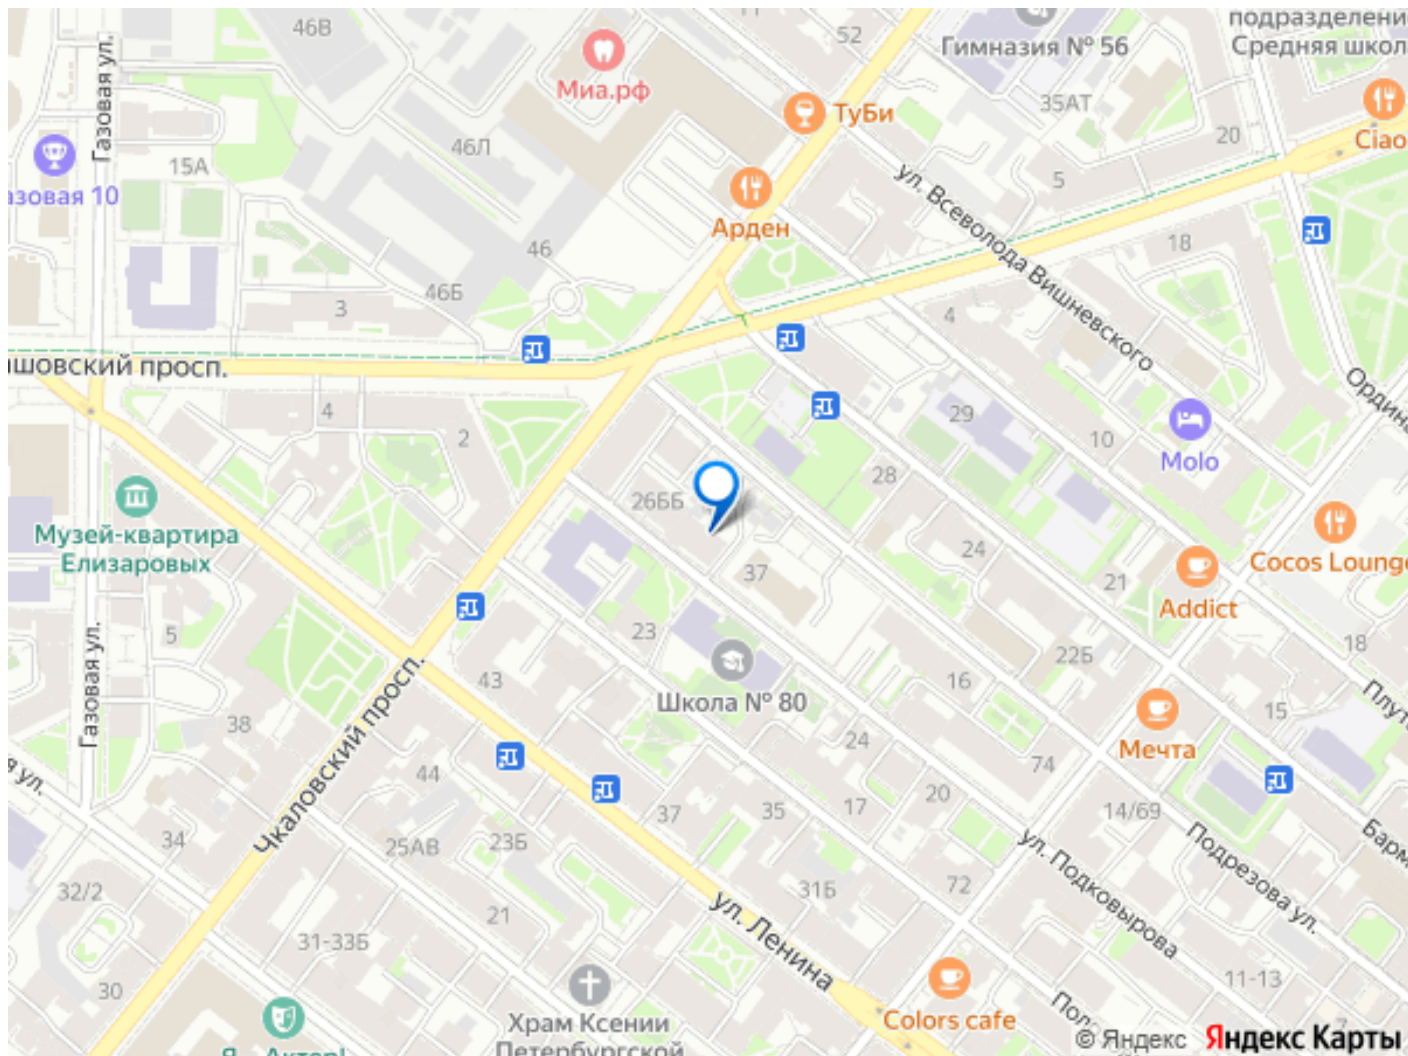 46В
Газовая ул.
Миа.рф
52
Гимназия № 56
подразделени
Средняя школ
35АТ
ТуБи
20
Ciao
46Л
15А
азовая 10
Арден
5
ул. Всеволода Вишневского
18
46
46Б
3
4
шовский просп.
4
2
29
10
Molo
Ордина
28
26ББ
Музей-квартира
Елизаровых
24
37
21
Cocos Lounge
Addict
5
23
22Б
18
Газовая ул.
43
Школа № 80
16
15
Плут
Мечта
38
Чкаловский просп.
24
74
44
я ул.
20
17
35
37
14/69
34
25АВ
23Б
Подрезова ул.
Барм
32/2
31Б
72
ул. Подковырова
21
ул. Ленина
31-33Б
11-13
30
Храм Ксении
Петербургской
Colors cafe
Я - Актер!
© Яндекс Яндекс Карты